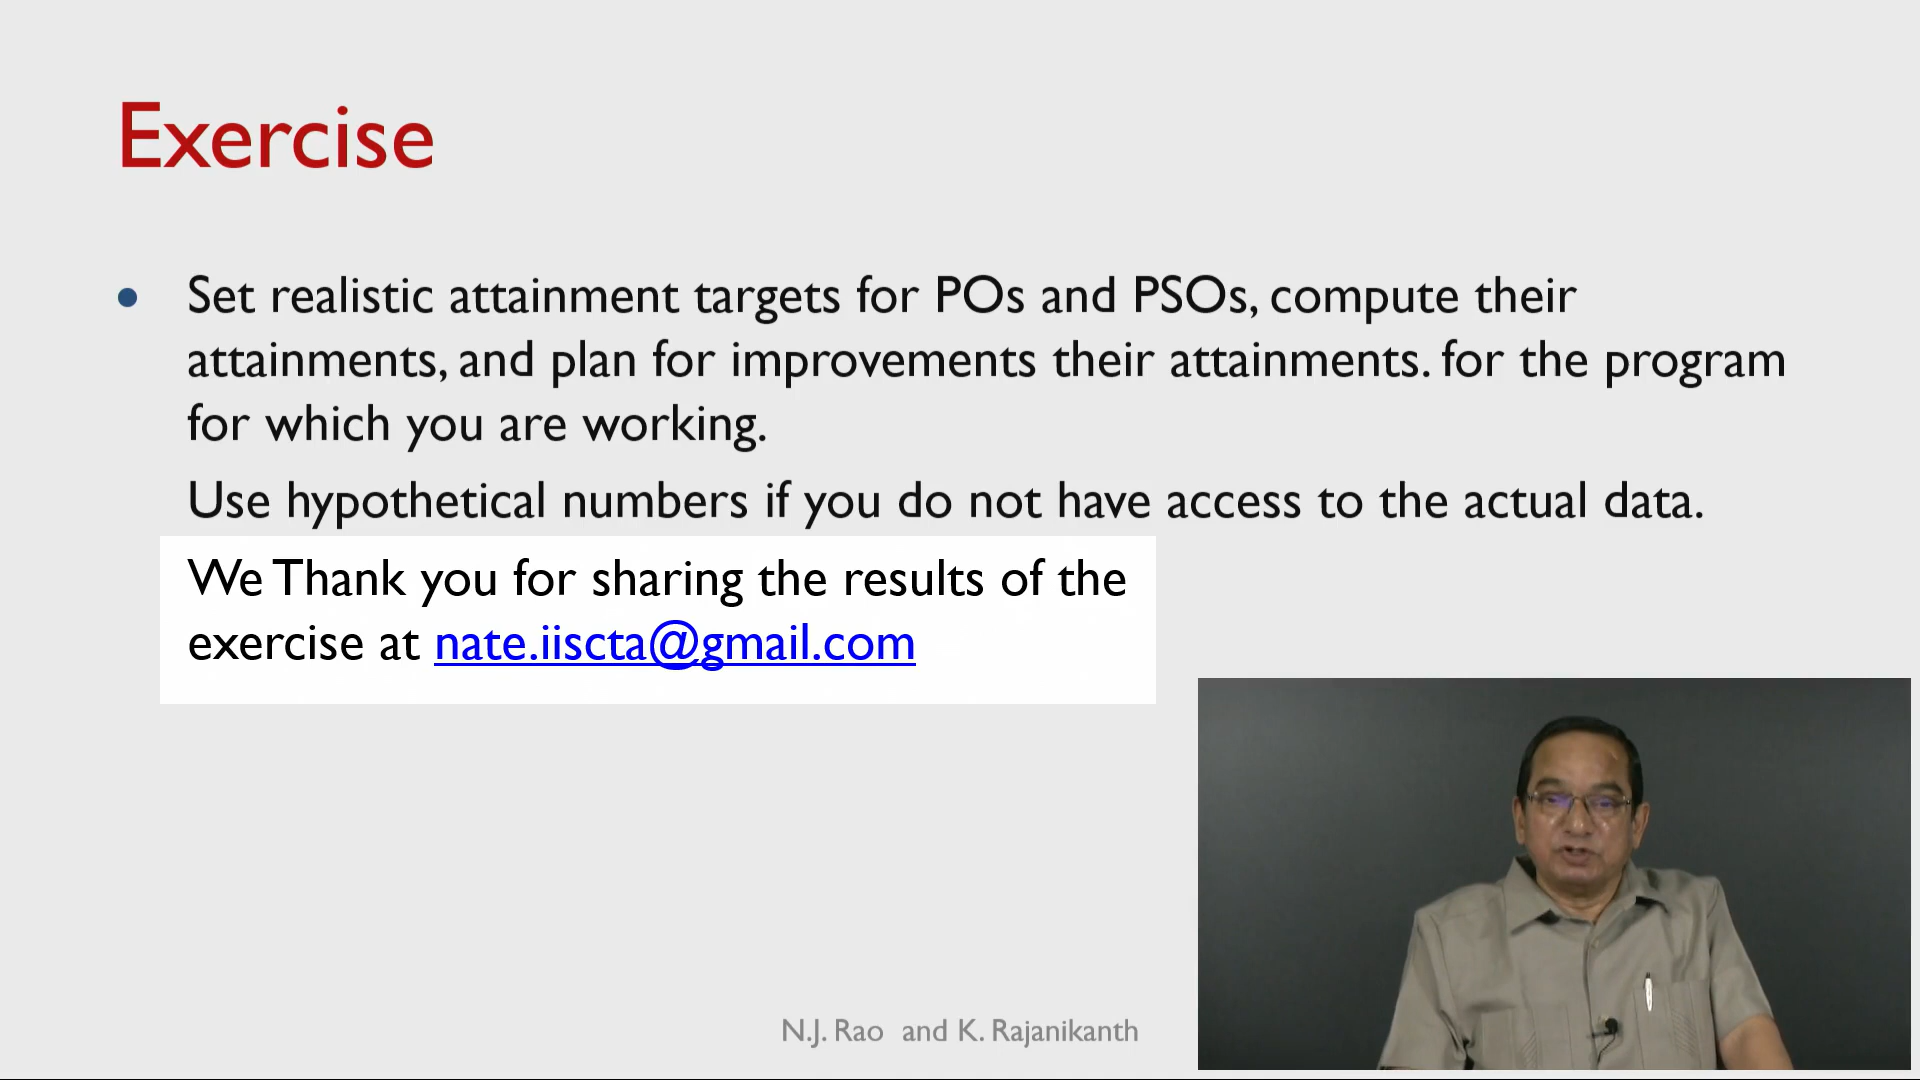 Exercise
Set realistic attainment targets for POs and PSOs, compute their
attainments, and plan for improvements their attainments. for the program
for which you are working.
Use hypothetical numbers if you do not have access to the actual data.
We Thank you for sharing the results of the
exercise at nate.iiscta@gmail.com
N.J. Rao and K. Rajanikanth